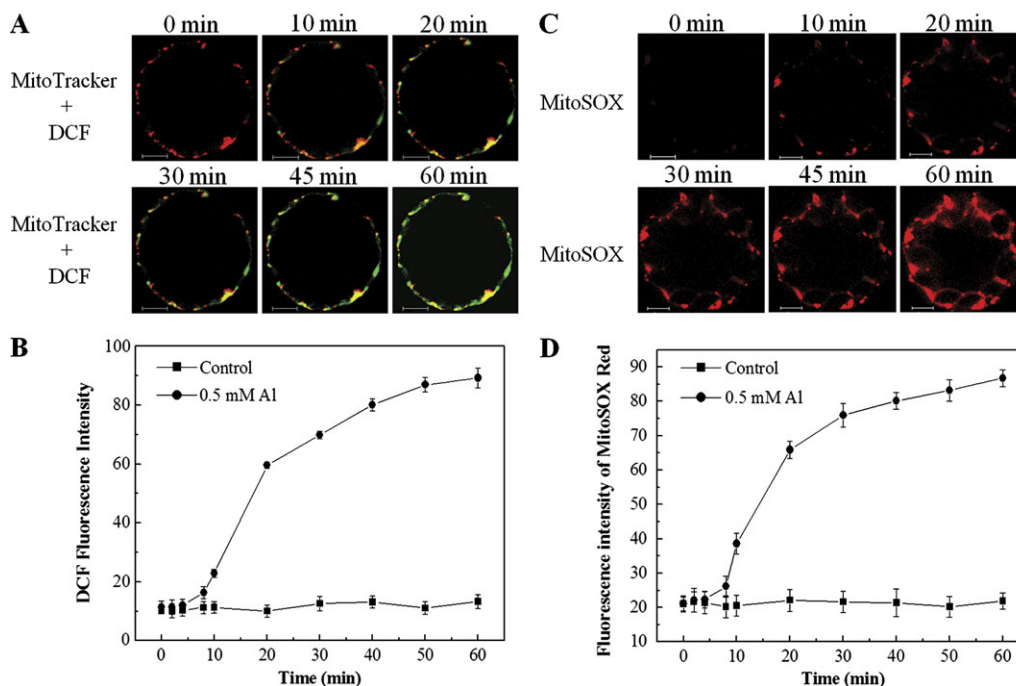 A
0 min 10 min 20 min
MitoTracker
+
DCF
30 min 45 min 60 min
MitoTracker
+
DCF
C
0 min 10 min 20 min
MitoSOX
30 min 45 min 60 min
MitoSOX
B
Control
0.5 mM Al
DCF Fluorescence Intensity
100
80
60
40
20
0
0 10 20 30 40 50 60
Time (min)
D
Control
0.5 mM Al
Fluorescence intensity of MitoSOX Red
100
90
80
70
60
50
40
30
20
10
0 10 20 30 40 50 60
Time (min)